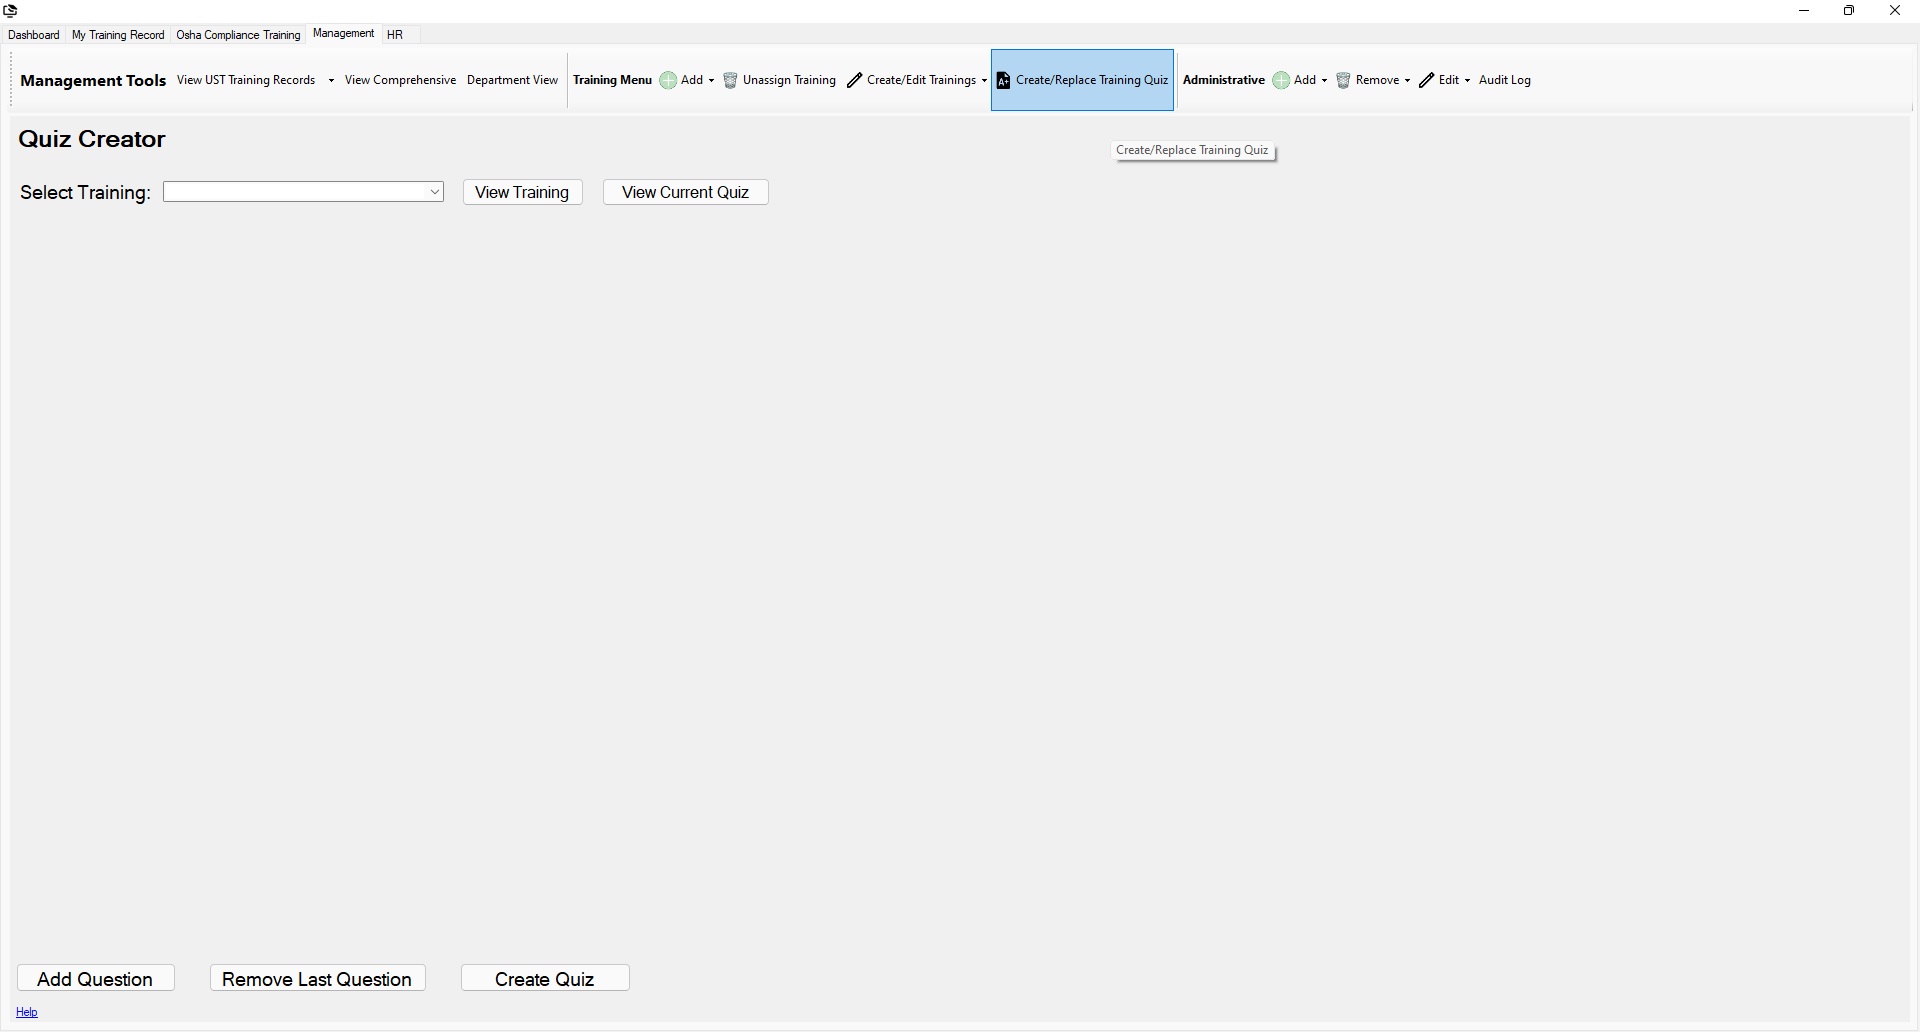 Dashboard My Training Record Osha Compliance Training Management HR
Management Tools View UST Training Records View Comprehensive Department View Training Menu Add Unassign Training Create/Edit Trainings A+ Create/Replace Training Quiz Administrative Add Remove Edit Audit Log
Quiz Creator
Create/Replace Training Quiz
Select Training: View Training View Current Quiz
Add Question Remove Last Question Create Quiz
Help